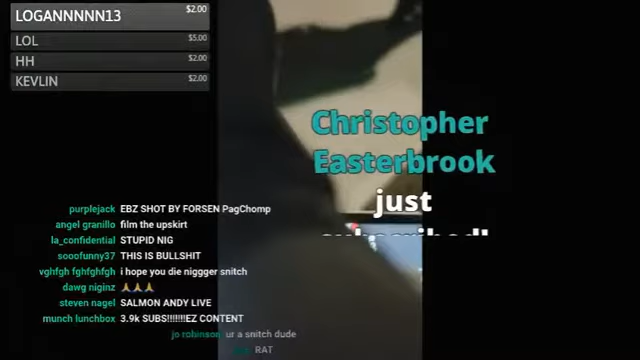 LOGANNNNN13 $2.00
LOL $5.00
HH $2.00
KEVLIN $2.00
Christopher
Easterbrook
just
subscribed!
purplejack EBZ SHOT BY FORSEN PagChomp
angel granillo film the upskirt
la_confidential STUPID NIG
sooofunny37 THIS IS BULLSHIT
vghfgh fghfghfgh i hope you die niggger snitch
dawg niginz 🙏🙏🙏
steven nagel SALMON ANDY LIVE
munch lunchbox 3.9k SUBS!!!!!!!EZ CONTENT
jo robinson ur a snitch dude
RAT